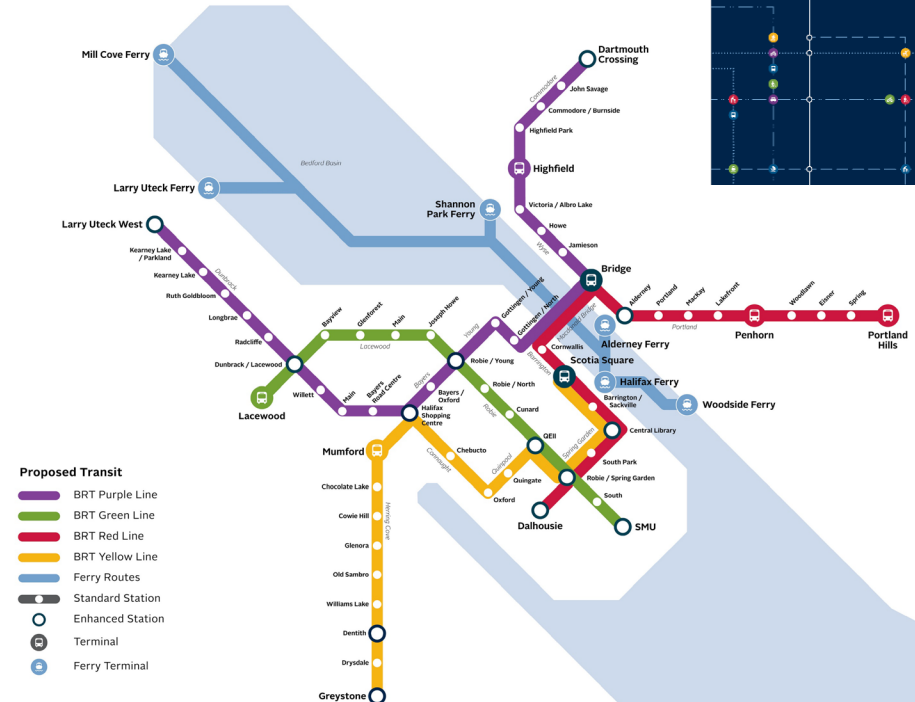 Mill Cove Ferry
Dartmouth
Crossing
Commodore
John Savage
Commodore / Burnside
Highfield Park
Bedford Basin
Highfield
Larry Uteck Ferry
Shannon
Park Ferry
Victoria / Albro Lake
Larry Uteck West
Howe
Wyse
Jamieson
Kearney Lake
/ Parkland
Dunbrack
Kearney Lake
Ruth Goldbloom
Bridge
Gottingen / Young
Gottingen / North
Macdonald Bridge
Alderney
Portland
MacKay
Lakefront
Woodlawn
Eisner
Spring
Longbrae
Bayview
Glenforest
Main
Joseph Howe
Young
Portland
Penhorn
Portland
Hills
Radcliffe
Lacewood
Cornwallis
Barrington
Alderney Ferry
Dunbrack / Lacewood
Robie / Young
Scotia Square
Willett
Main
Bayers
Road Centre
Bayers
Bayers /
Oxford
Robie / North
Halifax Ferry
Lacewood
Halifax
Shopping
Centre
Robie
Cunard
Barrington /
Sackville
Woodside Ferry
Mumford
Connaught
Chebucto
Quinpool
QEII
Spring Garden
Central Library
South Park
Quingate
Robie / Spring Garden
Oxford
South
Dalhousie
SMU
Chocolate Lake
Herring Cove
Cowie Hill
Glenora
Old Sambro
Williams Lake
Dentith
Drysdale
Greystone
Proposed Transit
BRT Purple Line
BRT Green Line
BRT Red Line
BRT Yellow Line
Ferry Routes
Standard Station
Enhanced Station
Terminal
Ferry Terminal